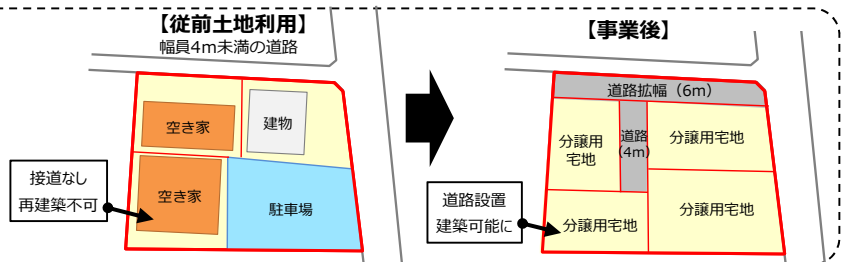 【従前土地利用】
幅員4m未満の道路
空き家
建物
接道なし
再建築不可
空き家
駐車場
【事業後】
道路拡幅（6m）
分譲用
宅地
道路
(4m)
分譲用宅地
道路設置
建築可能に
分譲用宅地
分譲用宅地